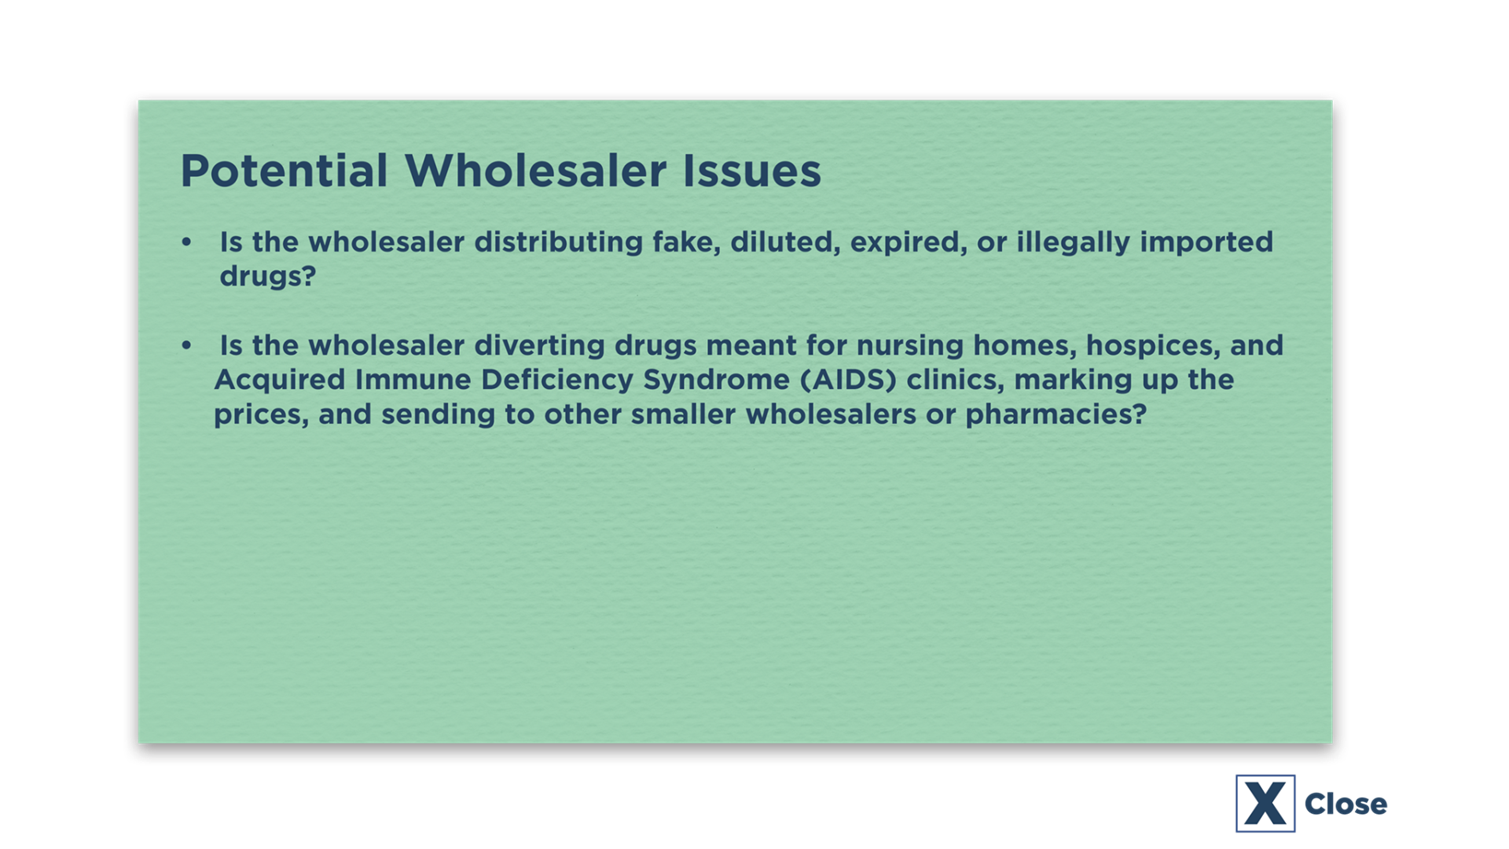 Potential Wholesaler Issues
• Is the wholesaler distributing fake, diluted, expired, or illegally imported
drugs?
• Is the wholesaler diverting drugs meant for nursing homes, hospices, and
Acquired Immune Deficiency Syndrome (AIDS) clinics, marking up the
prices, and sending to other smaller wholesalers or pharmacies?
X Close